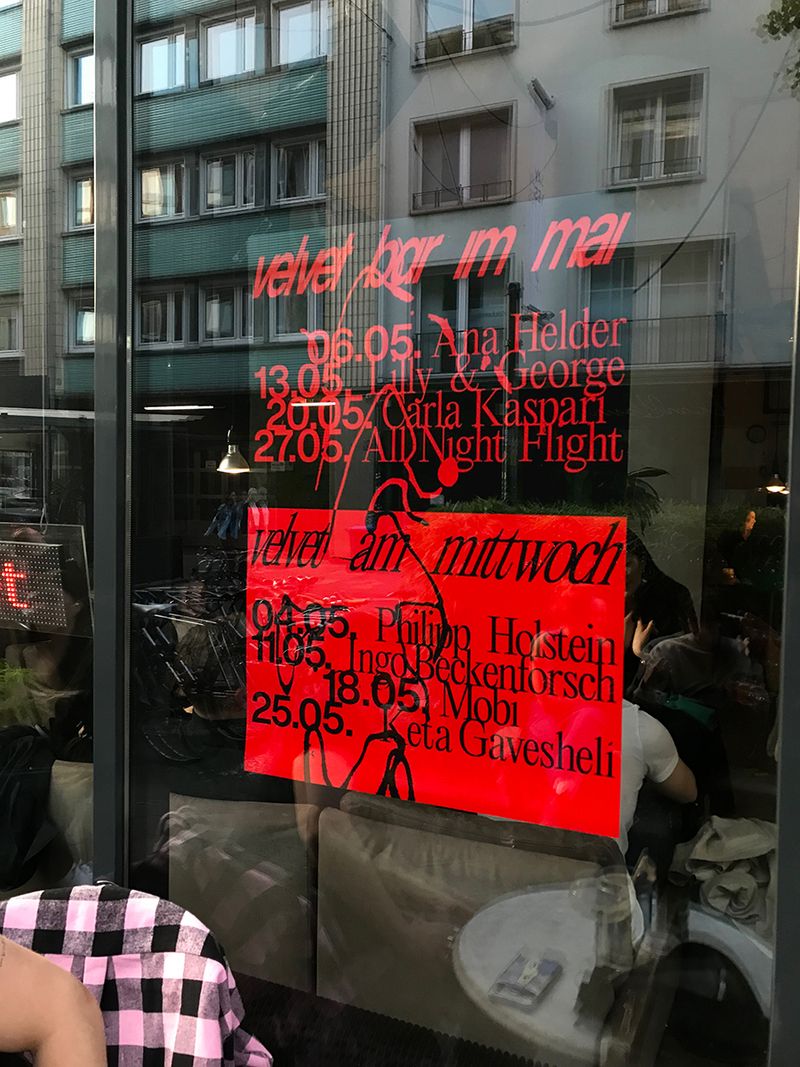 velvet bar im mai
06.05. Ana Helder
13.05. Lilly & George
20.05. Carla Kaspari
27.05. All Night Flight
velvet am mittwoch
04.05. Philipp Holstein
11.05. Ingo Beckenforsch
18.05. Mobi
25.05. Keta Gavesheli
t